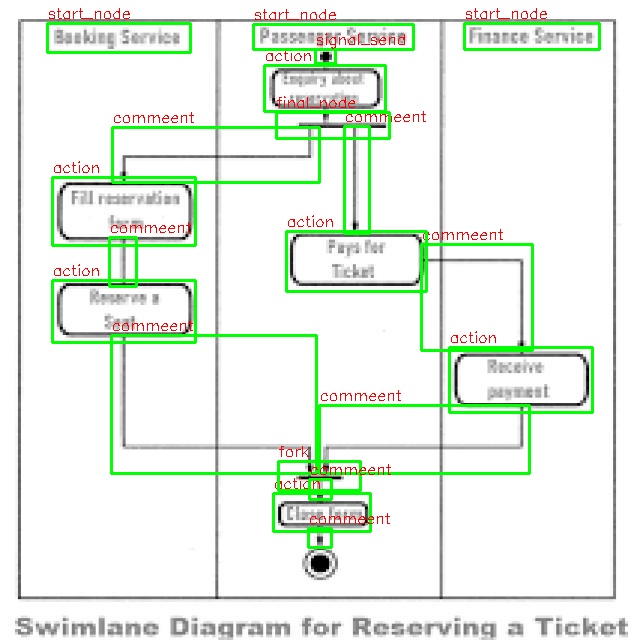 start_node
start_node
start_node
Booking Service
Passenger Service
Finance Service
signal_send
action
Enquiry about
reservation
final_node
commeent
commeent
action
Fill reservation
form
commeent
action
Pays for
Ticket
commeent
action
Reserve a
Seat
commeent
action
Receive
payment
commeent
fork
commeent
action
Close form
commeent
Swimlane Diagram for Reserving a Ticket